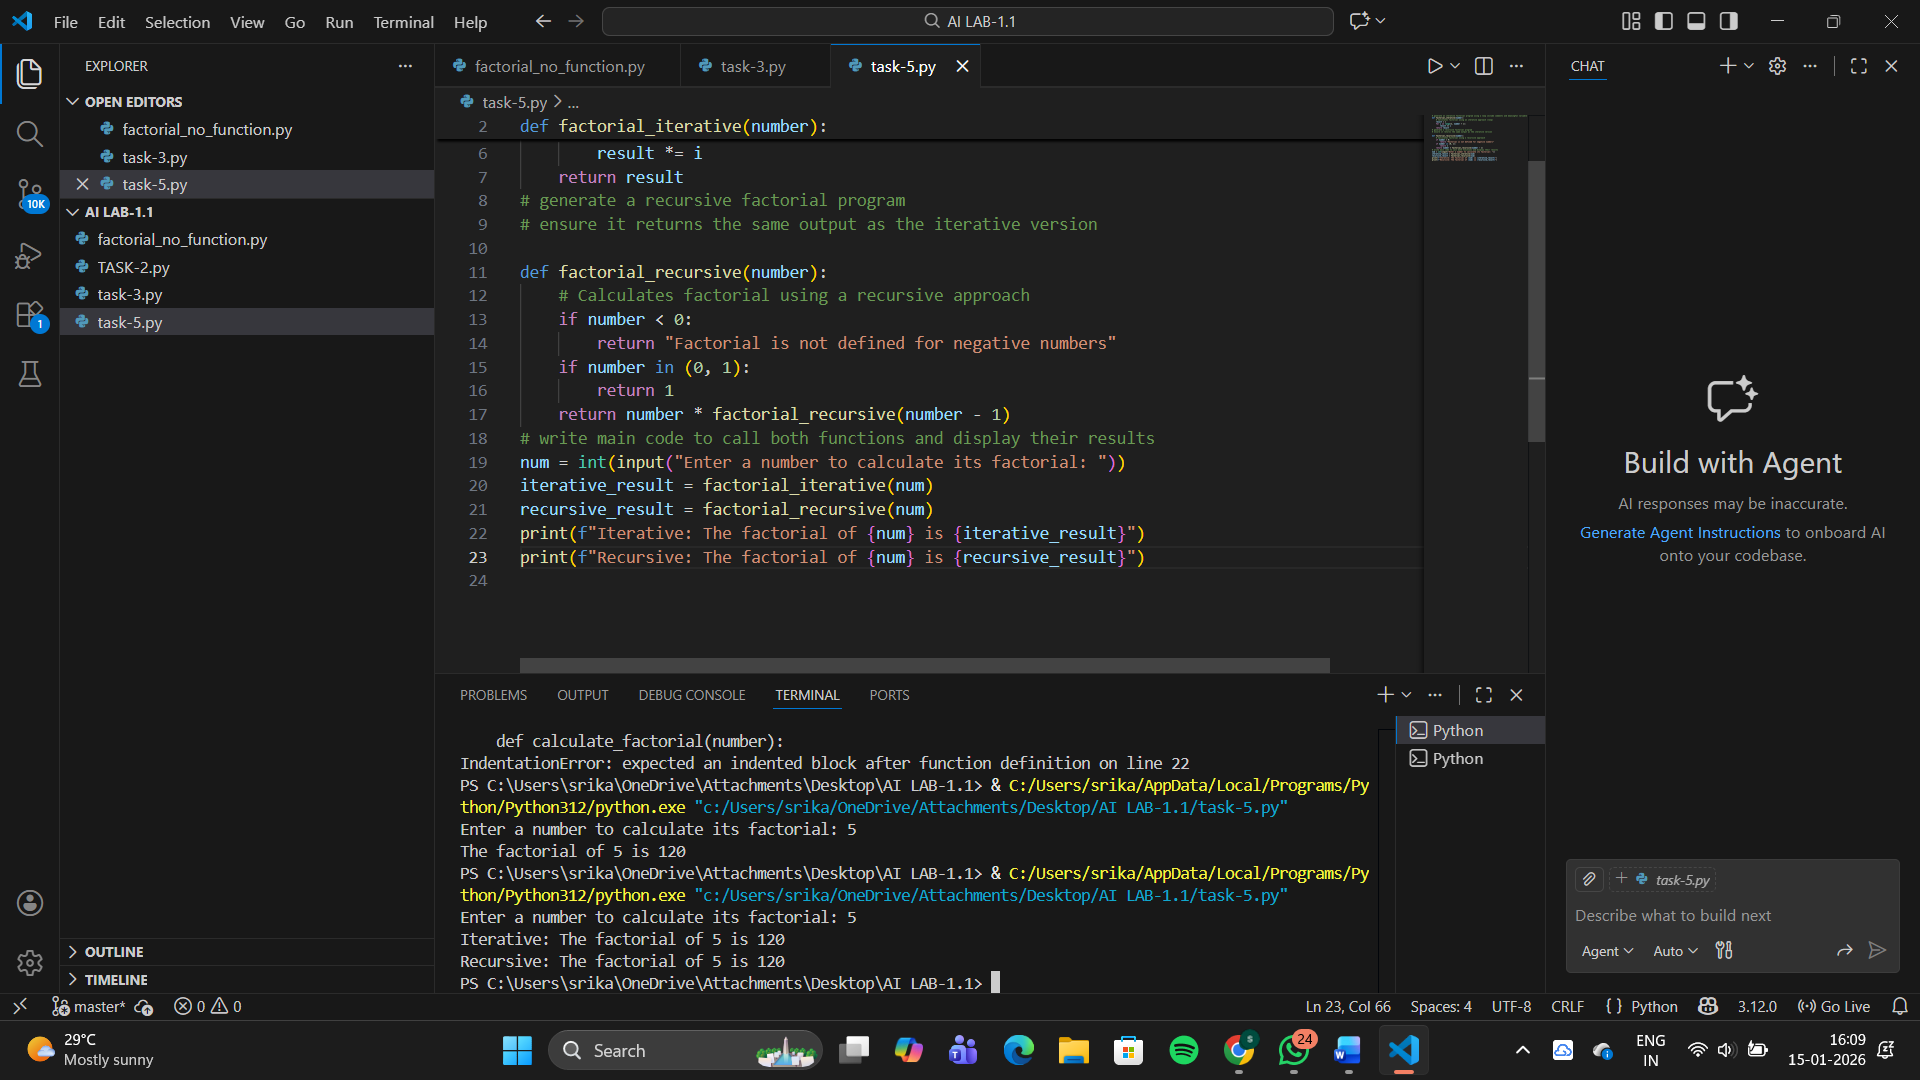 File Edit Selection View Go Run Terminal Help
AI LAB-1.1
EXPLORER
OPEN EDITORS
factorial_no_function.py
task-3.py
task-5.py
AI LAB-1.1
factorial_no_function.py
TASK-2.py
task-3.py
task-5.py
10K
1
OUTLINE
TIMELINE
factorial_no_function.py task-3.py task-5.py
task-5.py > ...
2 def factorial_iterative(number):
6 result *= i
7 return result
8 # generate a recursive factorial program
9 # ensure it returns the same output as the iterative version
10
11 def factorial_recursive(number):
12 # Calculates factorial using a recursive approach
13 if number < 0:
14 return "Factorial is not defined for negative numbers"
15 if number in (0, 1):
16 return 1
17 return number * factorial_recursive(number - 1)
18 # write main code to call both functions and display their results
19 num = int(input("Enter a number to calculate its factorial: "))
20 iterative_result = factorial_iterative(num)
21 recursive_result = factorial_recursive(num)
22 print(f"Iterative: The factorial of {num} is {iterative_result}")
23 print(f"Recursive: The factorial of {num} is {recursive_result}")
24
PROBLEMS OUTPUT DEBUG CONSOLE TERMINAL PORTS
def calculate_factorial(number):
IndentationError: expected an indented block after function definition on line 22
PS C:\Users\srika\OneDrive\Attachments\Desktop\AI LAB-1.1> & C:/Users/srika/AppData/Local/Programs/Py
thon/Python312/python.exe "c:/Users/srika/OneDrive/Attachments/Desktop/AI LAB-1.1/task-5.py"
Enter a number to calculate its factorial: 5
The factorial of 5 is 120
PS C:\Users\srika\OneDrive\Attachments\Desktop\AI LAB-1.1> & C:/Users/srika/AppData/Local/Programs/Py
thon/Python312/python.exe "c:/Users/srika/OneDrive/Attachments/Desktop/AI LAB-1.1/task-5.py"
Enter a number to calculate its factorial: 5
Iterative: The factorial of 5 is 120
Recursive: The factorial of 5 is 120
PS C:\Users\srika\OneDrive\Attachments\Desktop\AI LAB-1.1>
Python
Python
CHAT
Build with Agent
AI responses may be inaccurate.
Generate Agent Instructions to onboard AI
onto your codebase.
task-5.py
Describe what to build next
Agent Auto
master* 0 0 Ln 23, Col 66 Spaces: 4 UTF-8 CRLF { } Python 3.12.0 Go Live
29°C
Mostly sunny
Search
24
ENG
IN
16:09
15-01-2026